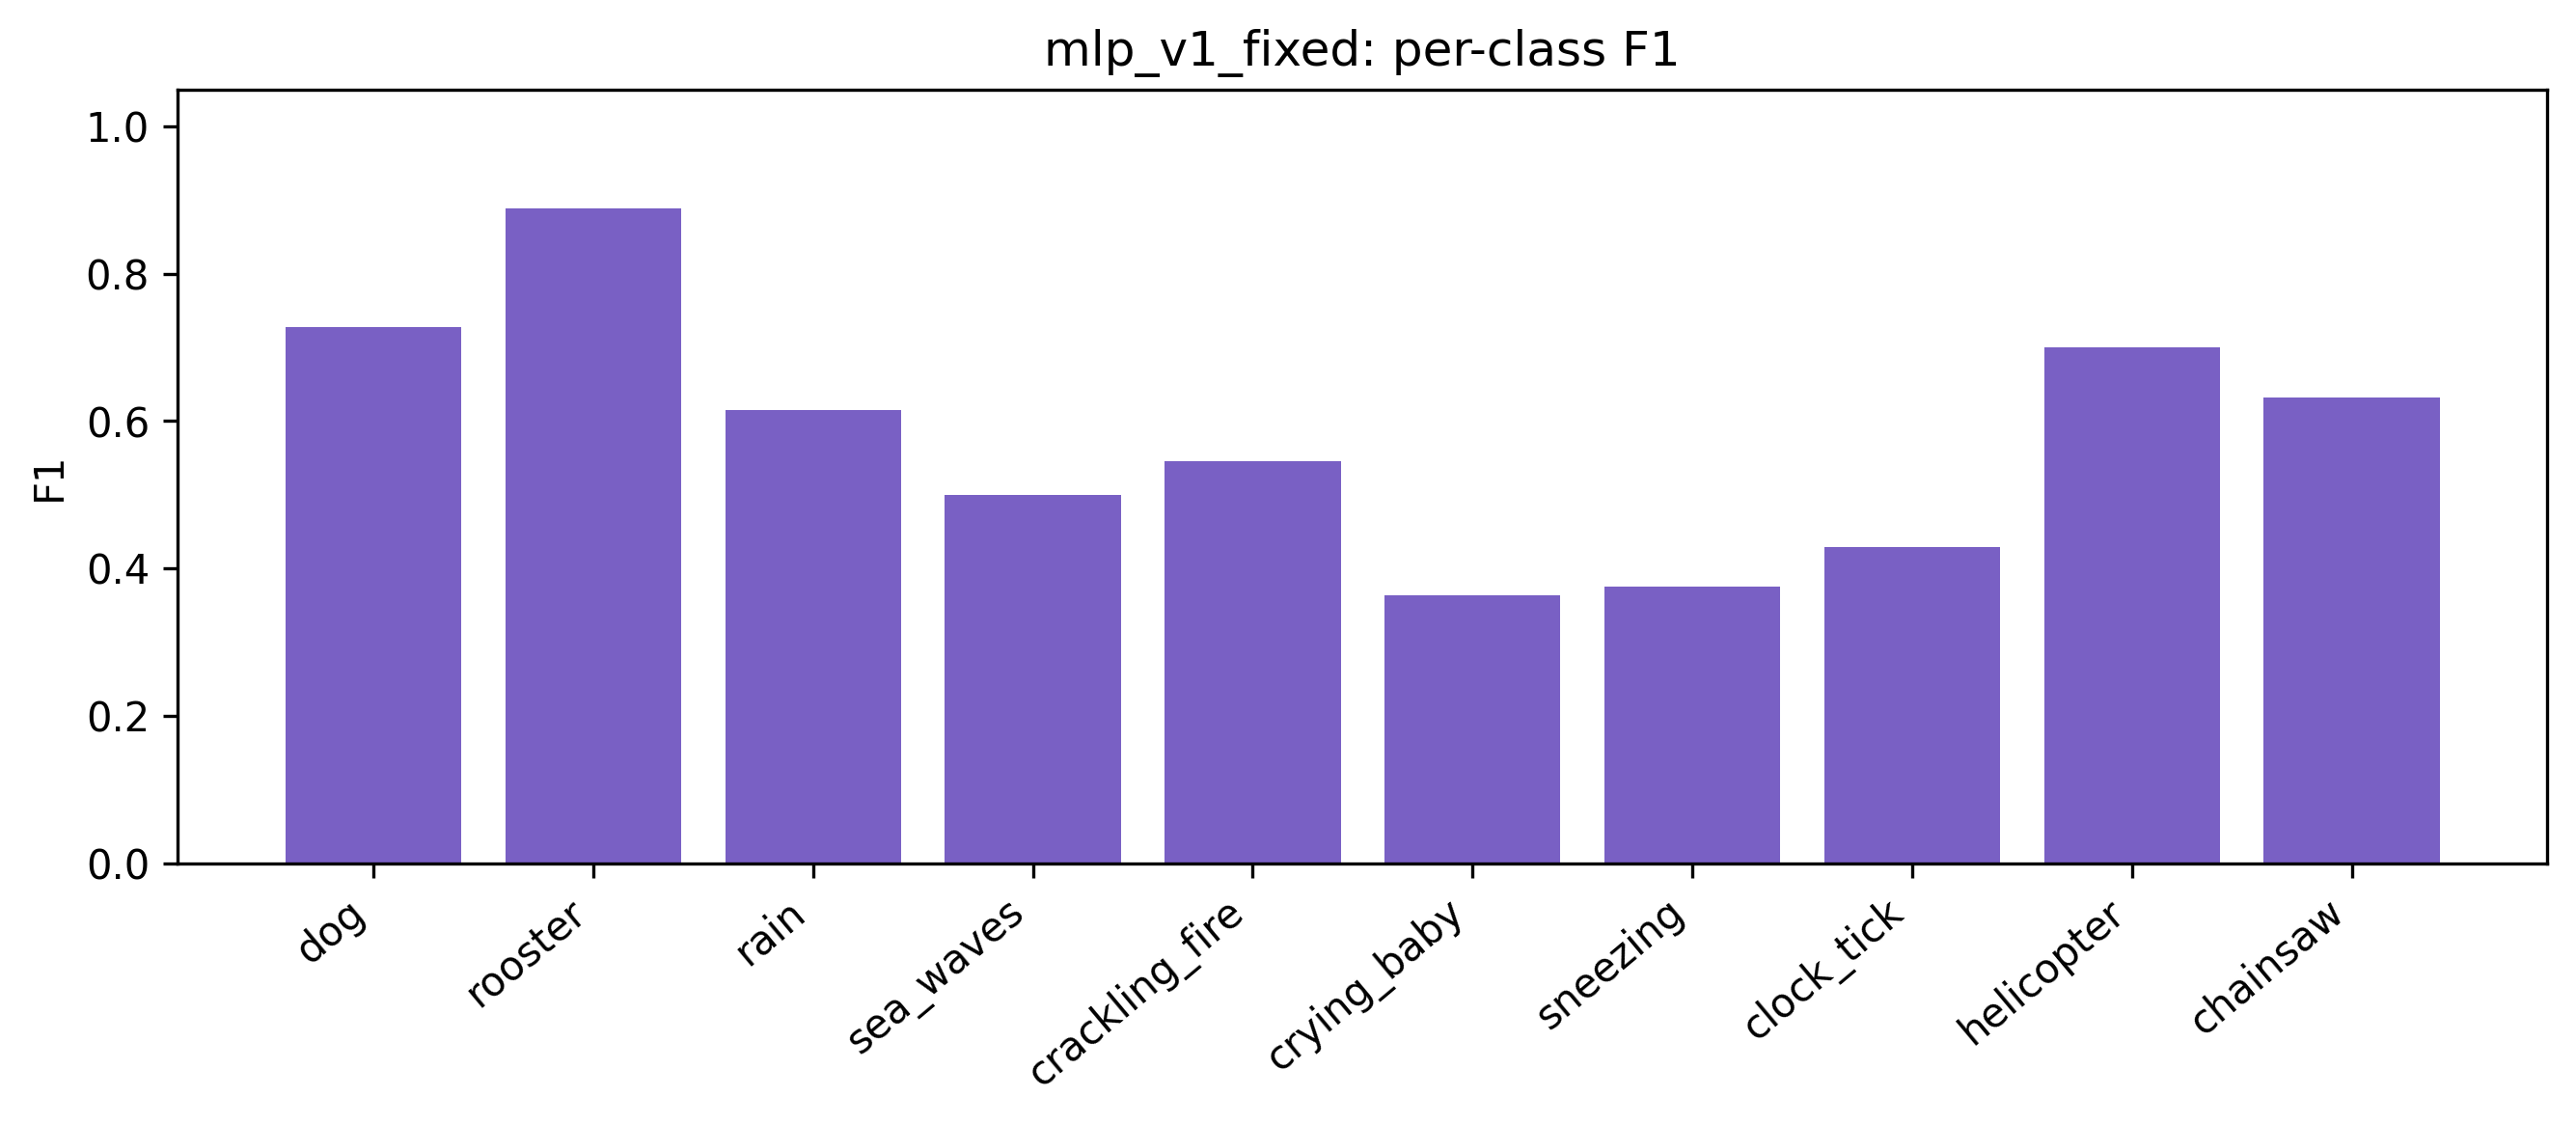 mlp_v1_fixed: per-class F1
1.0
0.8
0.6
0.4
0.2
0.0
F1
dog
rooster
rain
sea_waves
crackling_fire
crying_baby
sneezing
clock_tick
helicopter
chainsaw